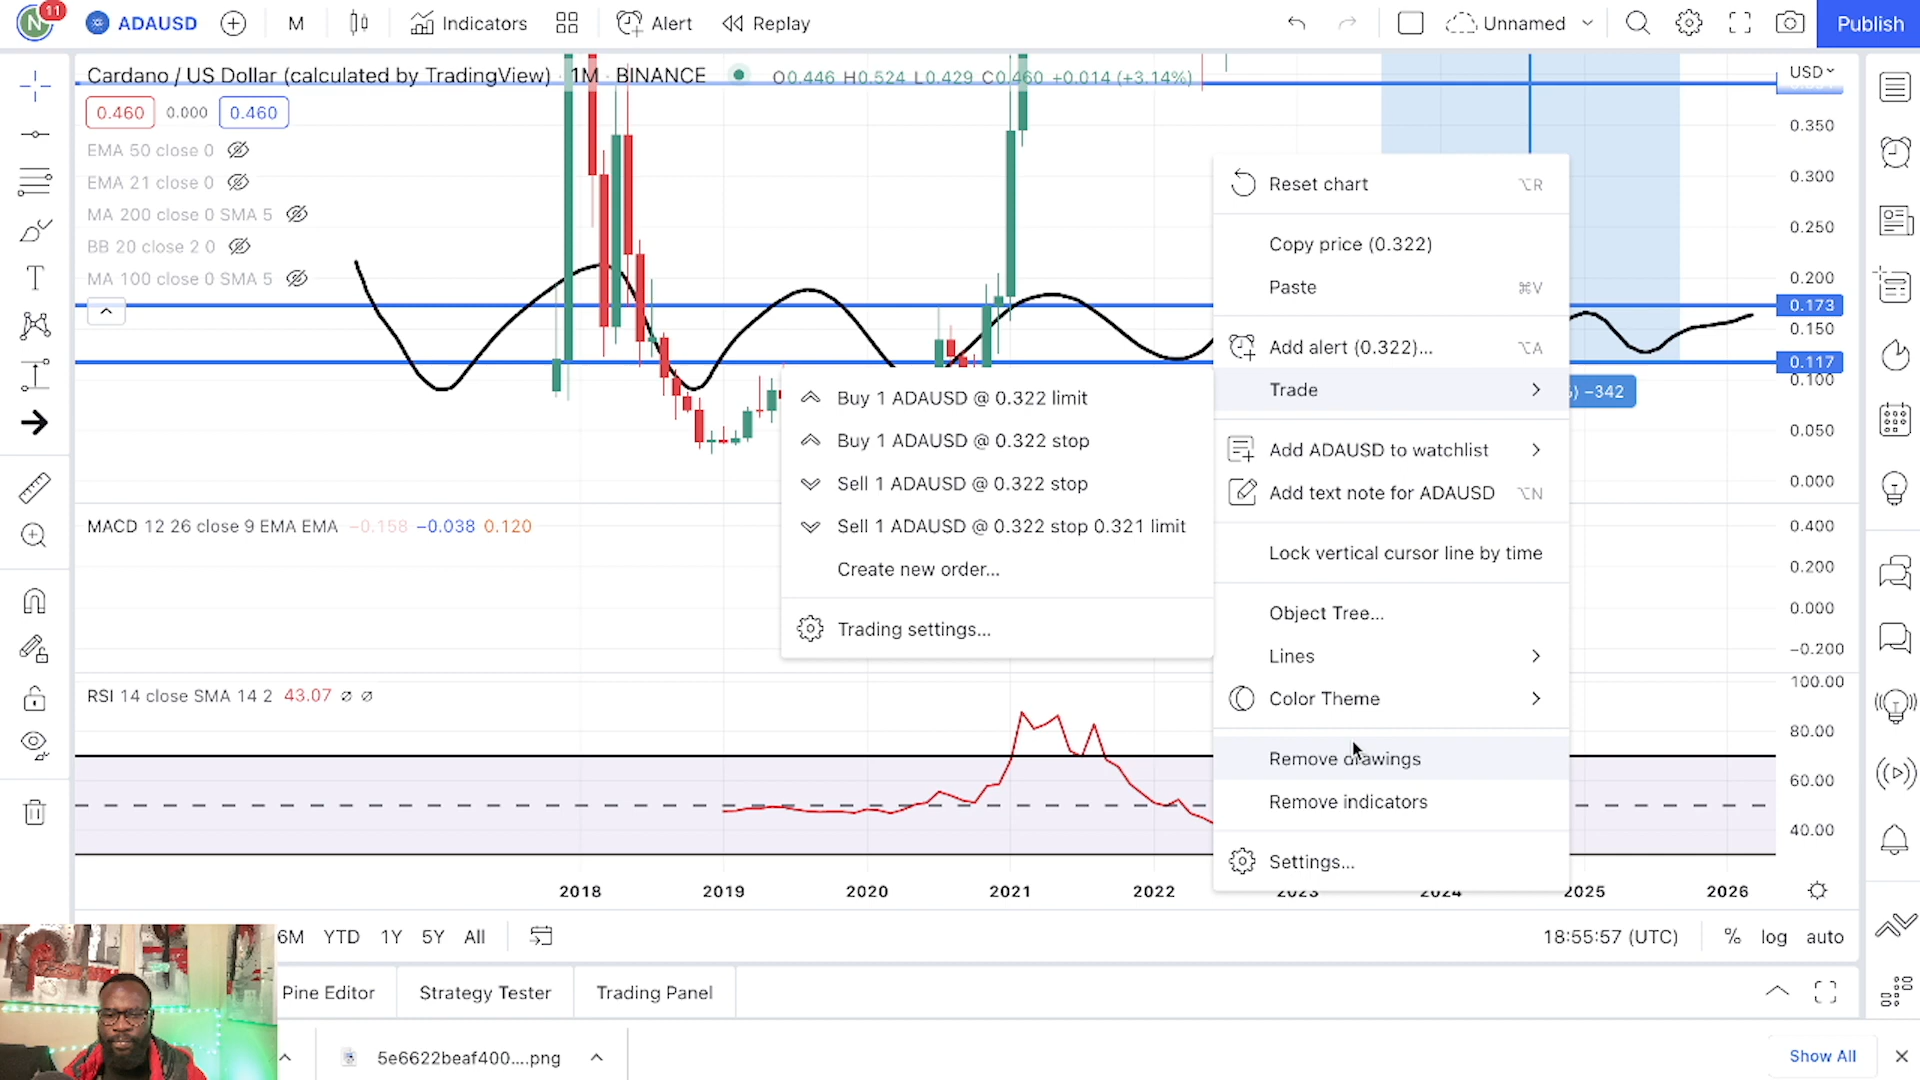 N
11
ADAUSD
M
Indicators
Alert
Replay
Unnamed
Publish
Cardano / US Dollar (calculated by TradingView) · 1M · BINANCE
O0.446 H0.524 L0.429 C0.460 +0.014 (+3.14%)
USD
0.460
0.000
0.460
EMA 50 close 0
EMA 21 close 0
MA 200 close 0 SMA 5
BB 20 close 2 0
MA 100 close 0 SMA 5
0.350
0.300
0.250
0.200
0.173
0.150
0.117
0.100
0.050
0.000
−342
Reset chart ⌥R
Copy price (0.322)
Paste ⌘V
Add alert (0.322)... ⌥A
Trade
Add ADAUSD to watchlist
Add text note for ADAUSD ⌥N
Lock vertical cursor line by time
Object Tree...
Lines
Color Theme
Remove drawings
Remove indicators
Settings...
Buy 1 ADAUSD @ 0.322 limit
Buy 1 ADAUSD @ 0.322 stop
Sell 1 ADAUSD @ 0.322 stop
Sell 1 ADAUSD @ 0.322 stop 0.321 limit
Create new order...
Trading settings...
MACD 12 26 close 9 EMA EMA −0.158 −0.038 0.120
0.400
0.200
0.000
−0.200
RSI 14 close SMA 14 2 43.07 ∅ ∅
100.00
80.00
60.00
40.00
2018 2019 2020 2021 2022 2023 2024 2025 2026
6M YTD 1Y 5Y All
18:55:57 (UTC) % log auto
Pine Editor
Strategy Tester
Trading Panel
5e6622beaf400....png
Show All